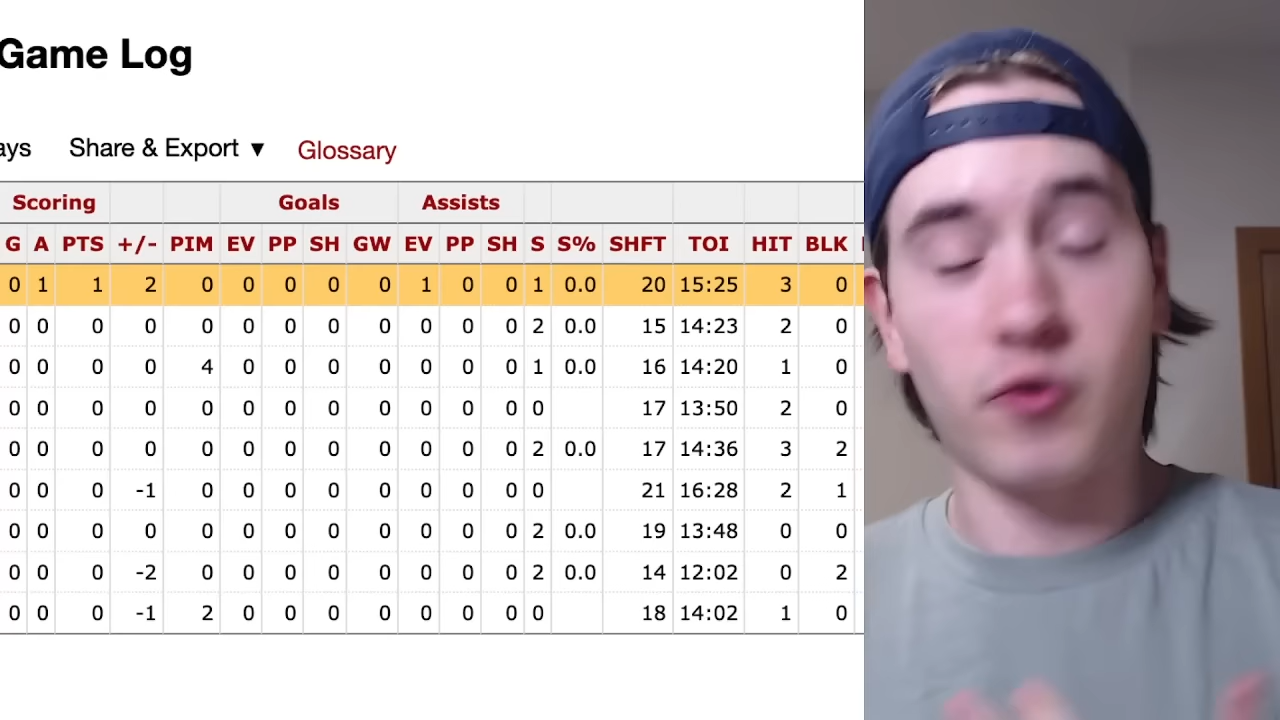 Game Log
ays Share & Export ▼ Glossary
Scoring Goals Assists
G A PTS +/- PIM EV PP SH GW EV PP SH S S% SHFT TOI HIT BLK
0 1 1 2 0 0 0 0 0 1 0 0 1 0.0 20 15:25 3 0
0 0 0 0 0 0 0 0 0 0 0 0 2 0.0 15 14:23 2 0
0 0 0 0 4 0 0 0 0 0 0 0 1 0.0 16 14:20 1 0
0 0 0 0 0 0 0 0 0 0 0 0 0 17 13:50 2 0
0 0 0 0 0 0 0 0 0 0 0 0 2 0.0 17 14:36 3 2
0 0 0 -1 0 0 0 0 0 0 0 0 0 21 16:28 2 1
0 0 0 0 0 0 0 0 0 0 0 0 2 0.0 19 13:48 0 0
0 0 0 -2 0 0 0 0 0 0 0 0 2 0.0 14 12:02 0 2
0 0 0 -1 2 0 0 0 0 0 0 0 0 18 14:02 1 0